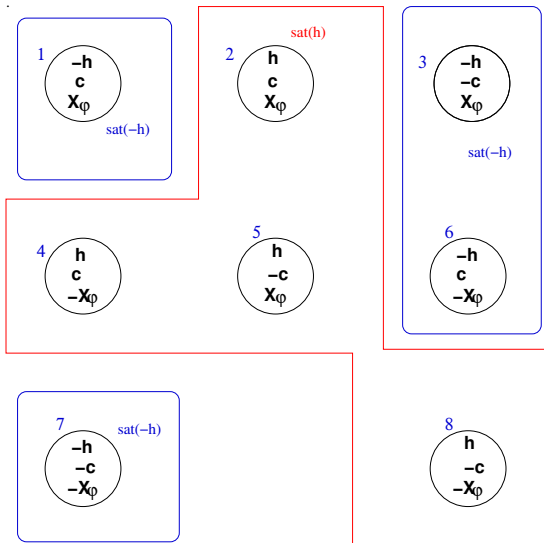 .
sat(h)
1
–h
c
Xφ
sat(–h)
2
h
c
Xφ
3
–h
–c
Xφ
sat(–h)
4
h
c
–Xφ
5
h
–c
Xφ
6
–h
c
–Xφ
7
–h
–c
–Xφ
sat(–h)
8
h
–c
–Xφ